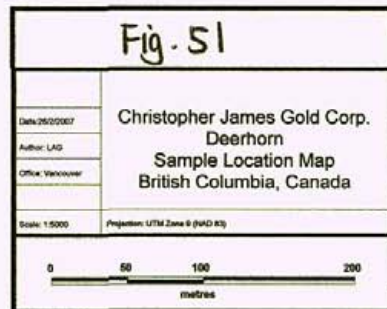 Fig. 51
Date:26/2/2007
Author: LAG
Office: Vancouver
Christopher James Gold Corp.
Deerhorn
Sample Location Map
British Columbia, Canada
Scale: 1:5000
Projection: UTM Zone 9 (NAD 83)
0 50 100 200
metres